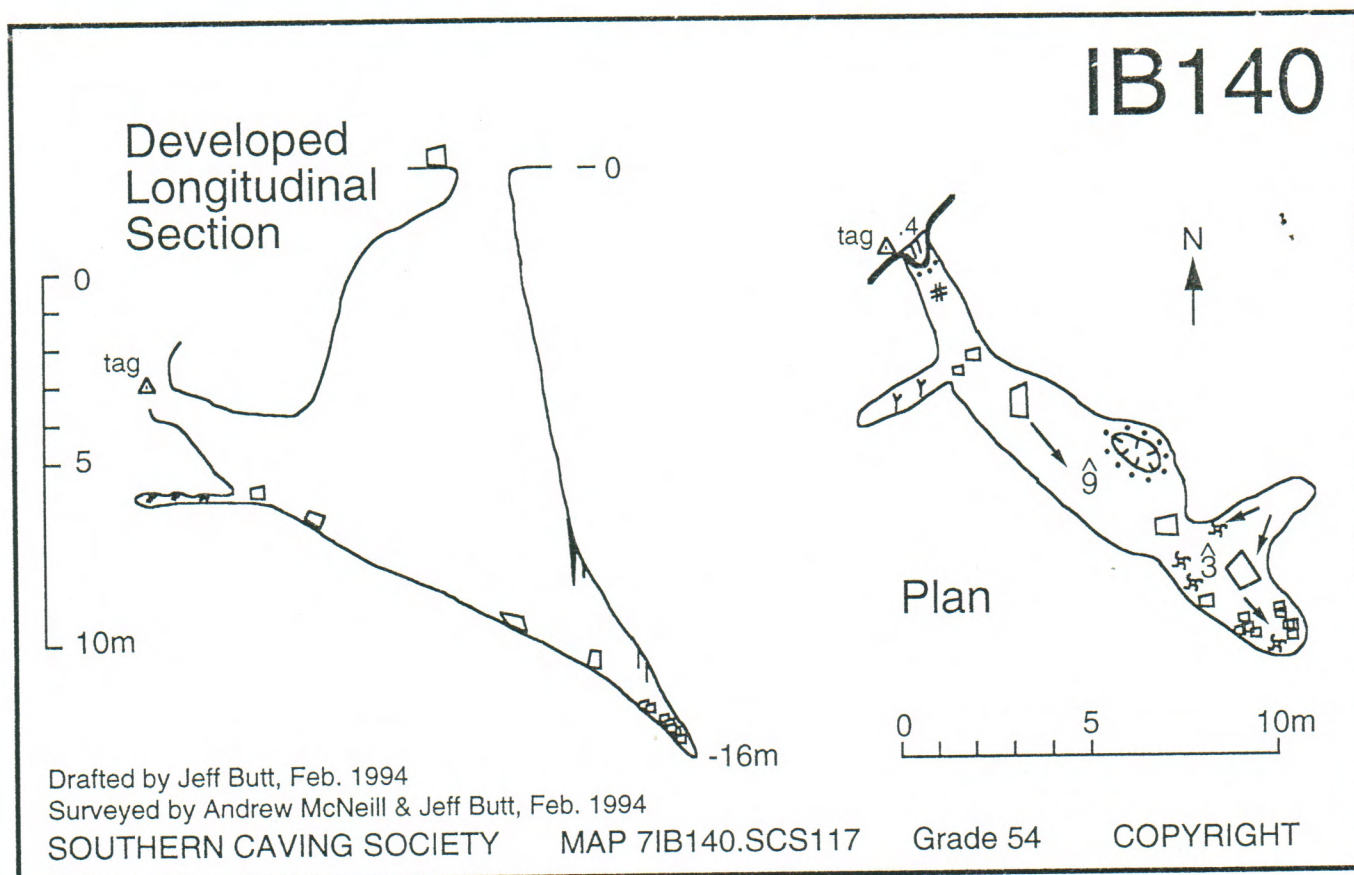 IB140
Developed
Longitudinal
Section
0
0
tag
5
10m
-16m
tag
.4
N
9
3
Plan
0 5 10m
Drafted by Jeff Butt, Feb. 1994
Surveyed by Andrew McNeill & Jeff Butt, Feb. 1994
SOUTHERN CAVING SOCIETY MAP 7IB140.SCS117 Grade 54 COPYRIGHT